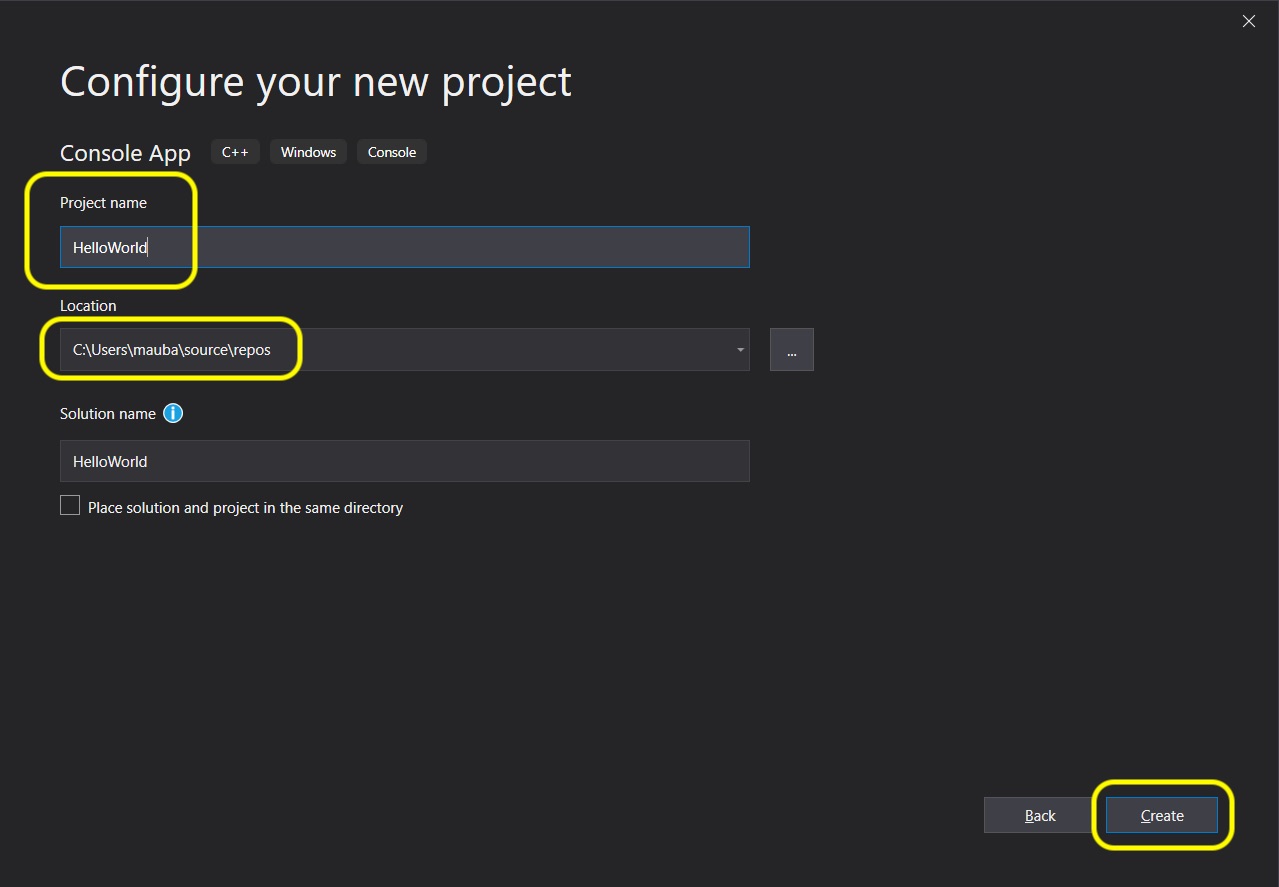 Configure your new project
Console App C++ Windows Console
Project name
HelloWorld
Location
C:\Users\mauba\source\repos
...
Solution name
HelloWorld
Place solution and project in the same directory
Back Create